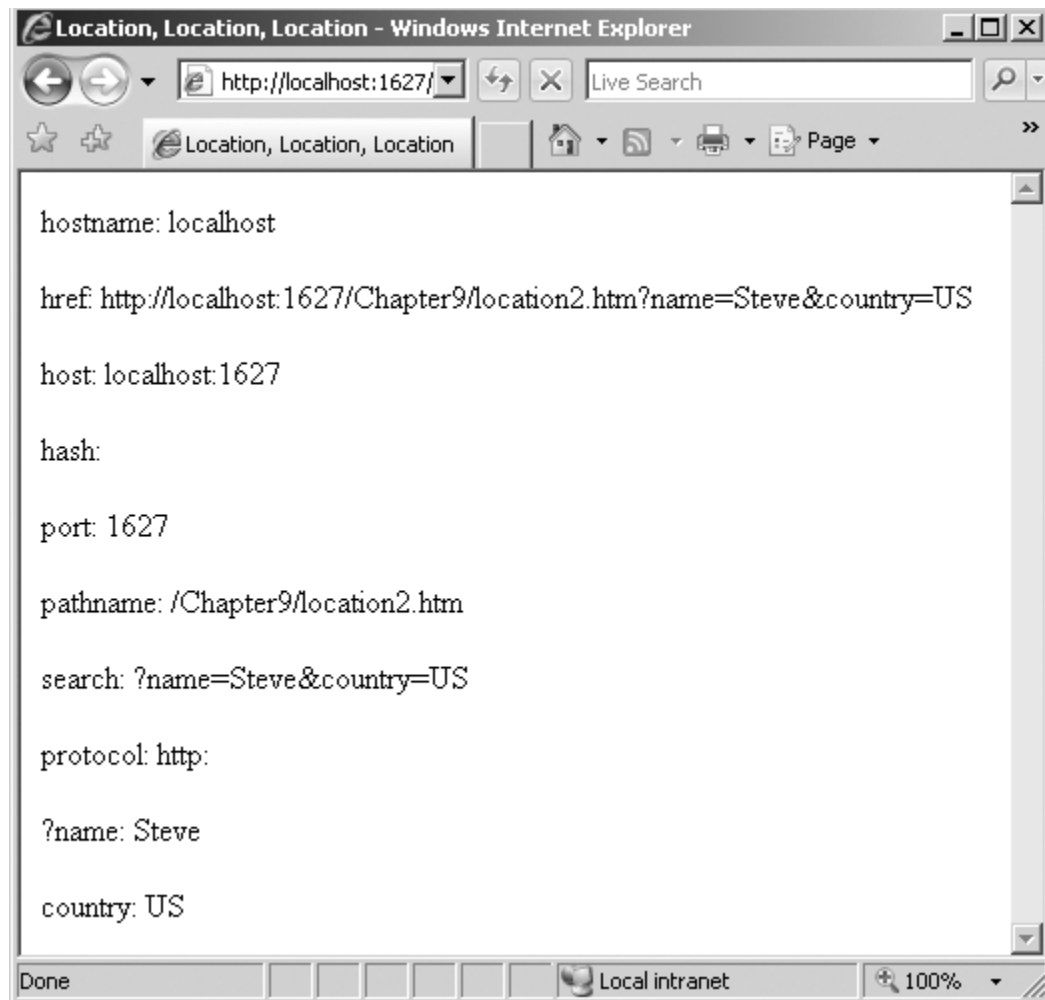 Location, Location, Location - Windows Internet Explorer
http://localhost:1627/
Live Search
Location, Location, Location
Page
»
hostname: localhost
href: http://localhost:1627/Chapter9/location2.htm?name=Steve&country=US
host: localhost:1627
hash:
port: 1627
pathname: /Chapter9/location2.htm
search: ?name=Steve&country=US
protocol: http:
?name: Steve
country: US
Done
Local intranet
100%